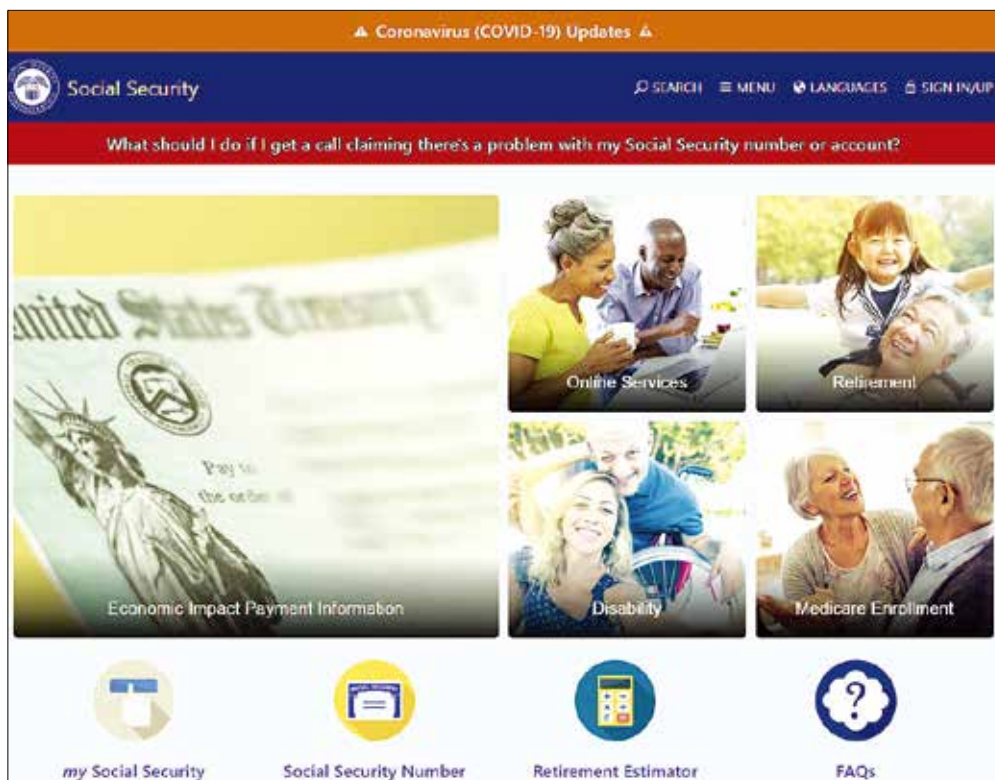 Coronavirus (COVID-19) Updates
Social Security
SEARCH MENU LANGUAGES SIGN IN/UP
What should I do if I get a call claiming there's a problem with my Social Security number or account?
United States Treasury
Pay to
the order of
Economic Impact Payment Information
Online Services
Retirement
Disability
Medicare Enrollment
my Social Security
Social Security Number
Retirement Estimator
FAQs